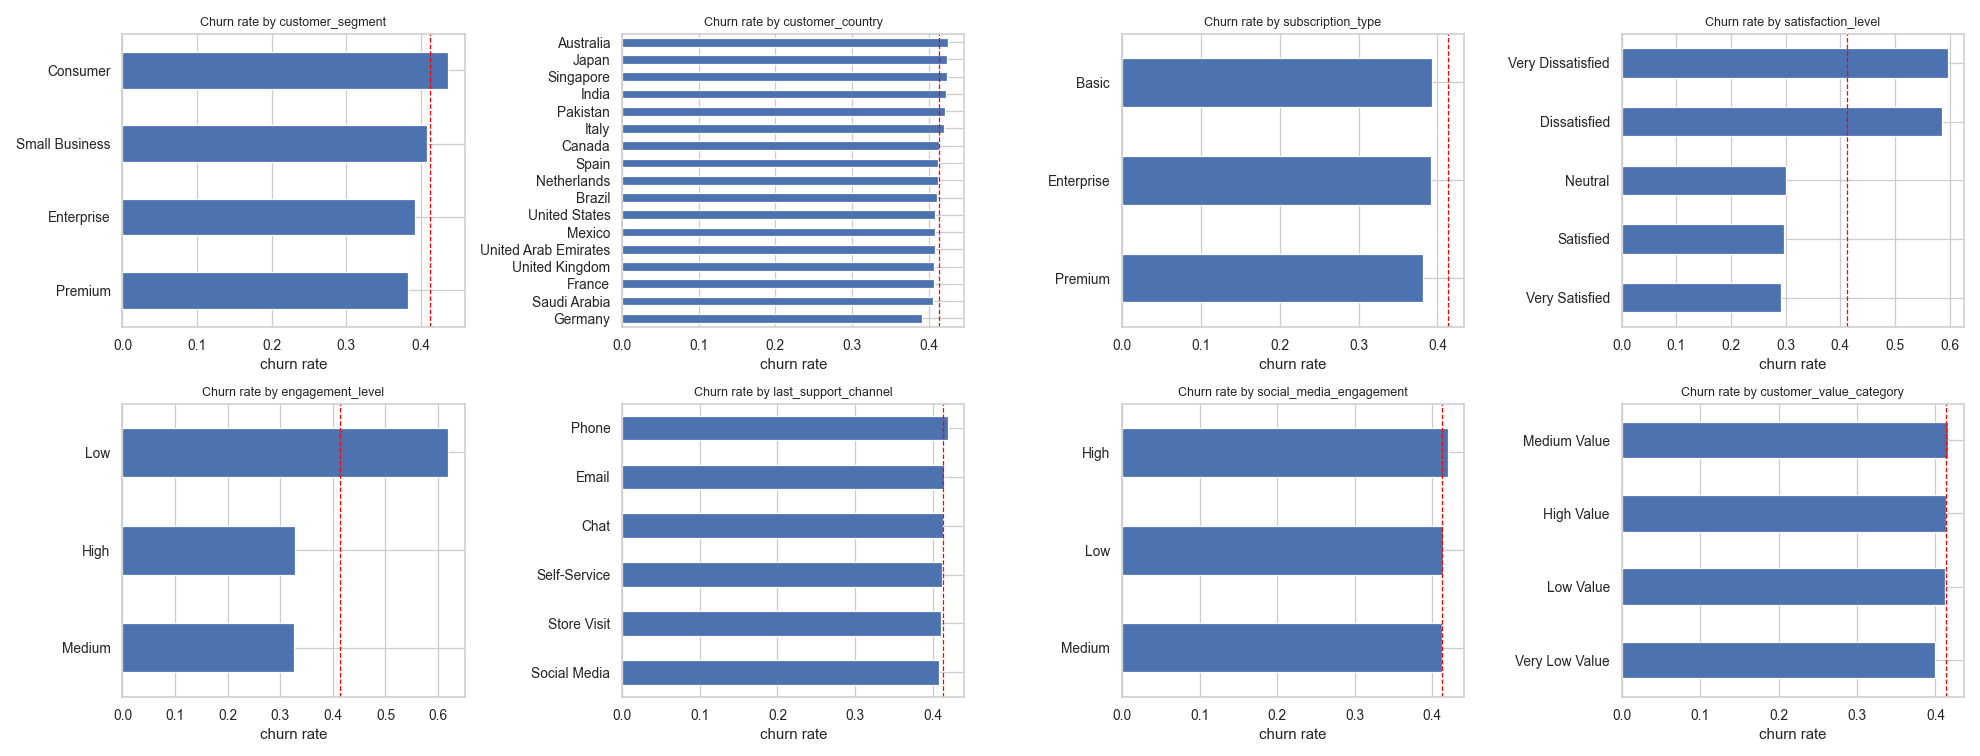 Churn rate by customer_segment
Consumer
Small Business
Enterprise
Premium
0.0 0.1 0.2 0.3 0.4
churn rate
Churn rate by customer_country
Australia
Japan
Singapore
India
Pakistan
Italy
Canada
Spain
Netherlands
Brazil
United States
Mexico
United Arab Emirates
United Kingdom
France
Saudi Arabia
Germany
0.0 0.1 0.2 0.3 0.4
churn rate
Churn rate by subscription_type
Basic
Enterprise
Premium
0.0 0.1 0.2 0.3 0.4
churn rate
Churn rate by satisfaction_level
Very Dissatisfied
Dissatisfied
Neutral
Satisfied
Very Satisfied
0.0 0.1 0.2 0.3 0.4 0.5 0.6
churn rate
Churn rate by engagement_level
Low
High
Medium
0.0 0.1 0.2 0.3 0.4 0.5 0.6
churn rate
Churn rate by last_support_channel
Phone
Email
Chat
Self-Service
Store Visit
Social Media
0.0 0.1 0.2 0.3 0.4
churn rate
Churn rate by social_media_engagement
High
Low
Medium
0.0 0.1 0.2 0.3 0.4
churn rate
Churn rate by customer_value_category
Medium Value
High Value
Low Value
Very Low Value
0.0 0.1 0.2 0.3 0.4
churn rate